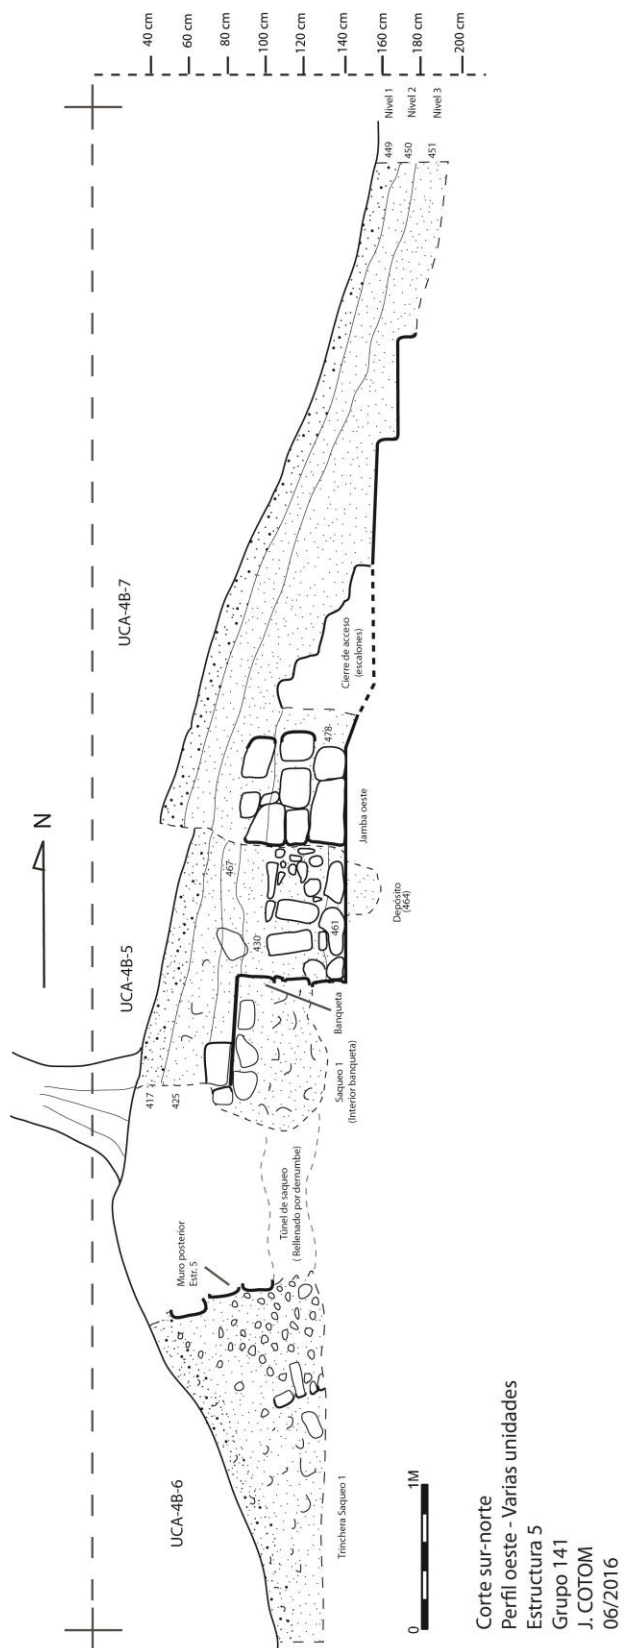 40 cm
60 cm
80 cm
100 cm
120 cm
140 cm
160 cm
180 cm
200 cm
Nivel 1
Nivel 2
Nivel 3
449
450
451
UCA-4B-7
N
UCA-4B-5
UCA-4B-6
Cierre de acceso
(escalones)
478
Jamba oeste
467
430
461
Depósito
(464)
Banqueta
Saqueo 1
(Interior banqueta)
417
425
Túnel de saqueo
( Rellenado por derrumbe)
Muro posterior
Estr. 5
Trinchera Saqueo 1
0
1M
Corte sur-norte
Perfil oeste - Varias unidades
Estructura 5
Grupo 141
J. COTOM
06/2016